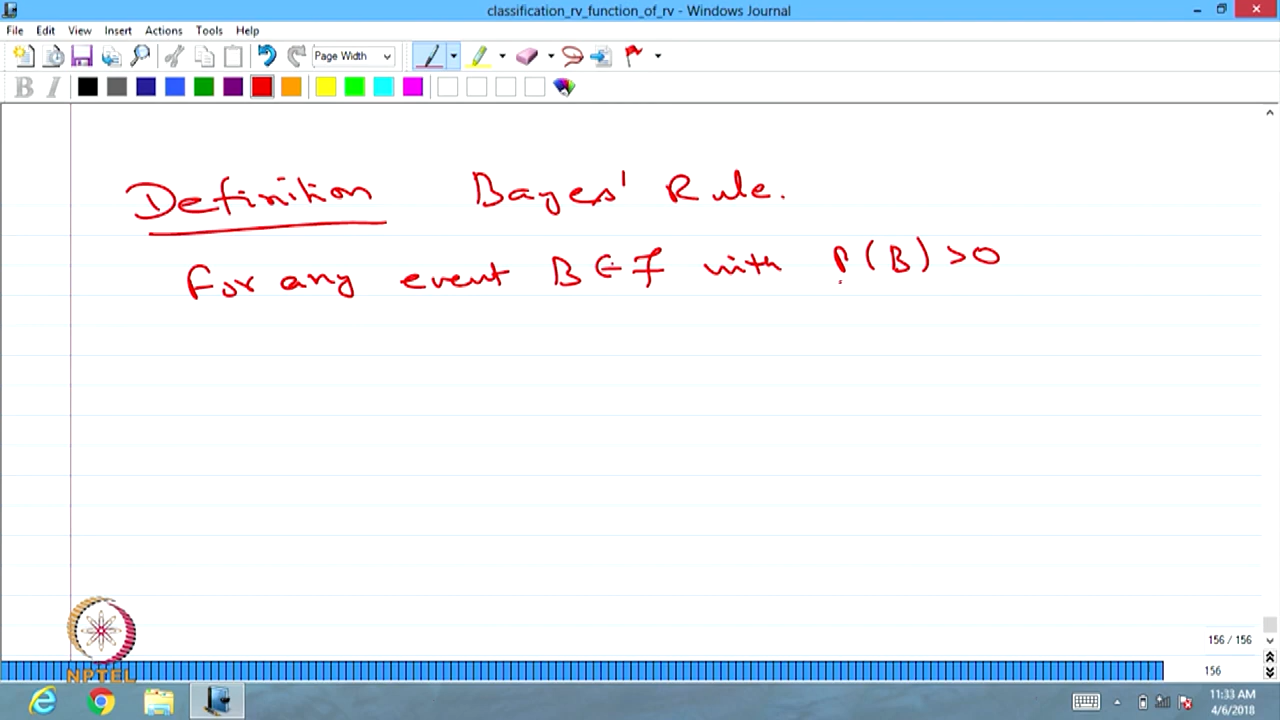 classification_rv_function_of_rv - Windows Journal
File Edit View Insert Actions Tools Help
Page Width
B I
Definition Bayes' Rule.
For any event B ∈ F with P(B) >0
156 / 156
NPTEL
156
11:33 AM
4/6/2018